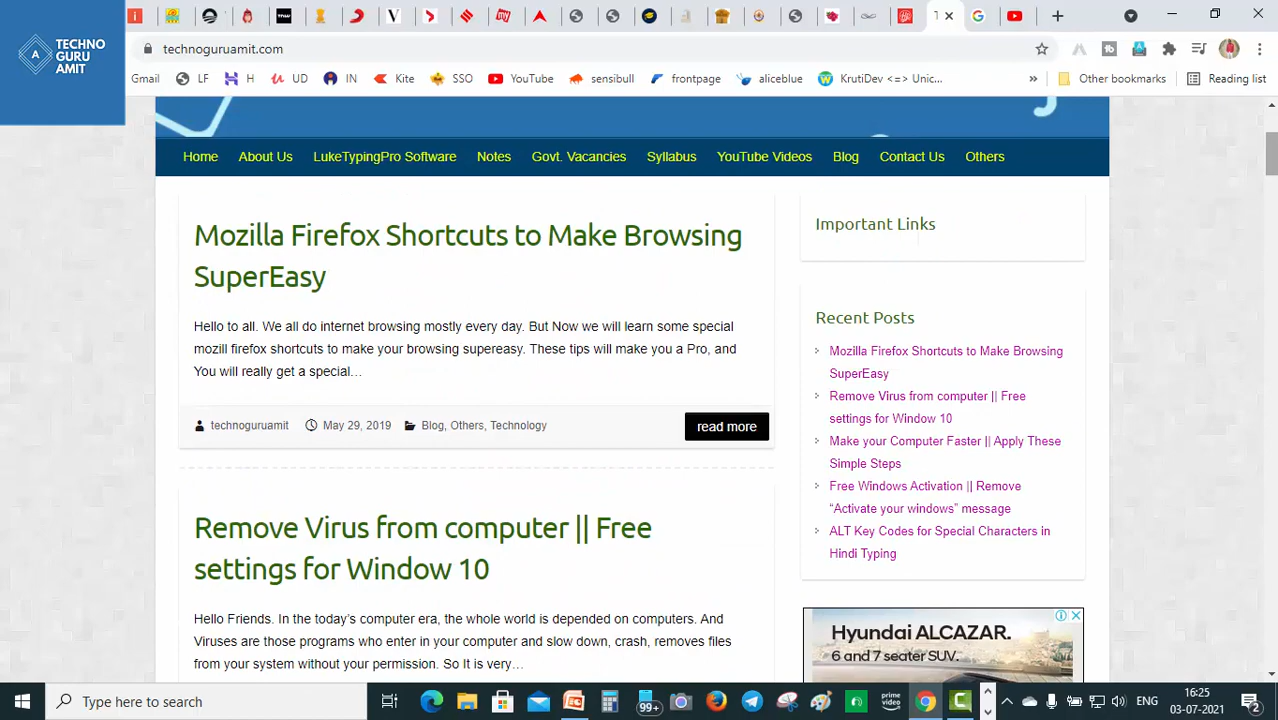 TECHNO
GURU
AMIT
A
technoguruamit.com
Gmail LF H UD IN Kite SSO YouTube sensibull frontpage aliceblue KrutiDev <=> Unic... » Other bookmarks Reading list
Home About Us LukeTypingPro Software Notes Govt. Vacancies Syllabus YouTube Videos Blog Contact Us Others
Mozilla Firefox Shortcuts to Make Browsing
SuperEasy
Hello to all. We all do internet browsing mostly every day. But Now we will learn some special
mozill firefox shortcuts to make your browsing supereasy. These tips will make you a Pro, and
You will really get a special…
technoguruamit May 29, 2019 Blog, Others, Technology read more
Remove Virus from computer || Free
settings for Window 10
Hello Friends. In the today's computer era, the whole world is depended on computers. And
Viruses are those programs who enter in your computer and slow down, crash, removes files
from your system without your permission. So It is very…
Important Links
Recent Posts
Mozilla Firefox Shortcuts to Make Browsing
SuperEasy
Remove Virus from computer || Free
settings for Window 10
Make your Computer Faster || Apply These
Simple Steps
Free Windows Activation || Remove
“Activate your windows” message
ALT Key Codes for Special Characters in
Hindi Typing
Hyundai ALCAZAR.
6 and 7 seater SUV.
Type here to search
99+
prime
video
ENG
16:25
03-07-2021
2